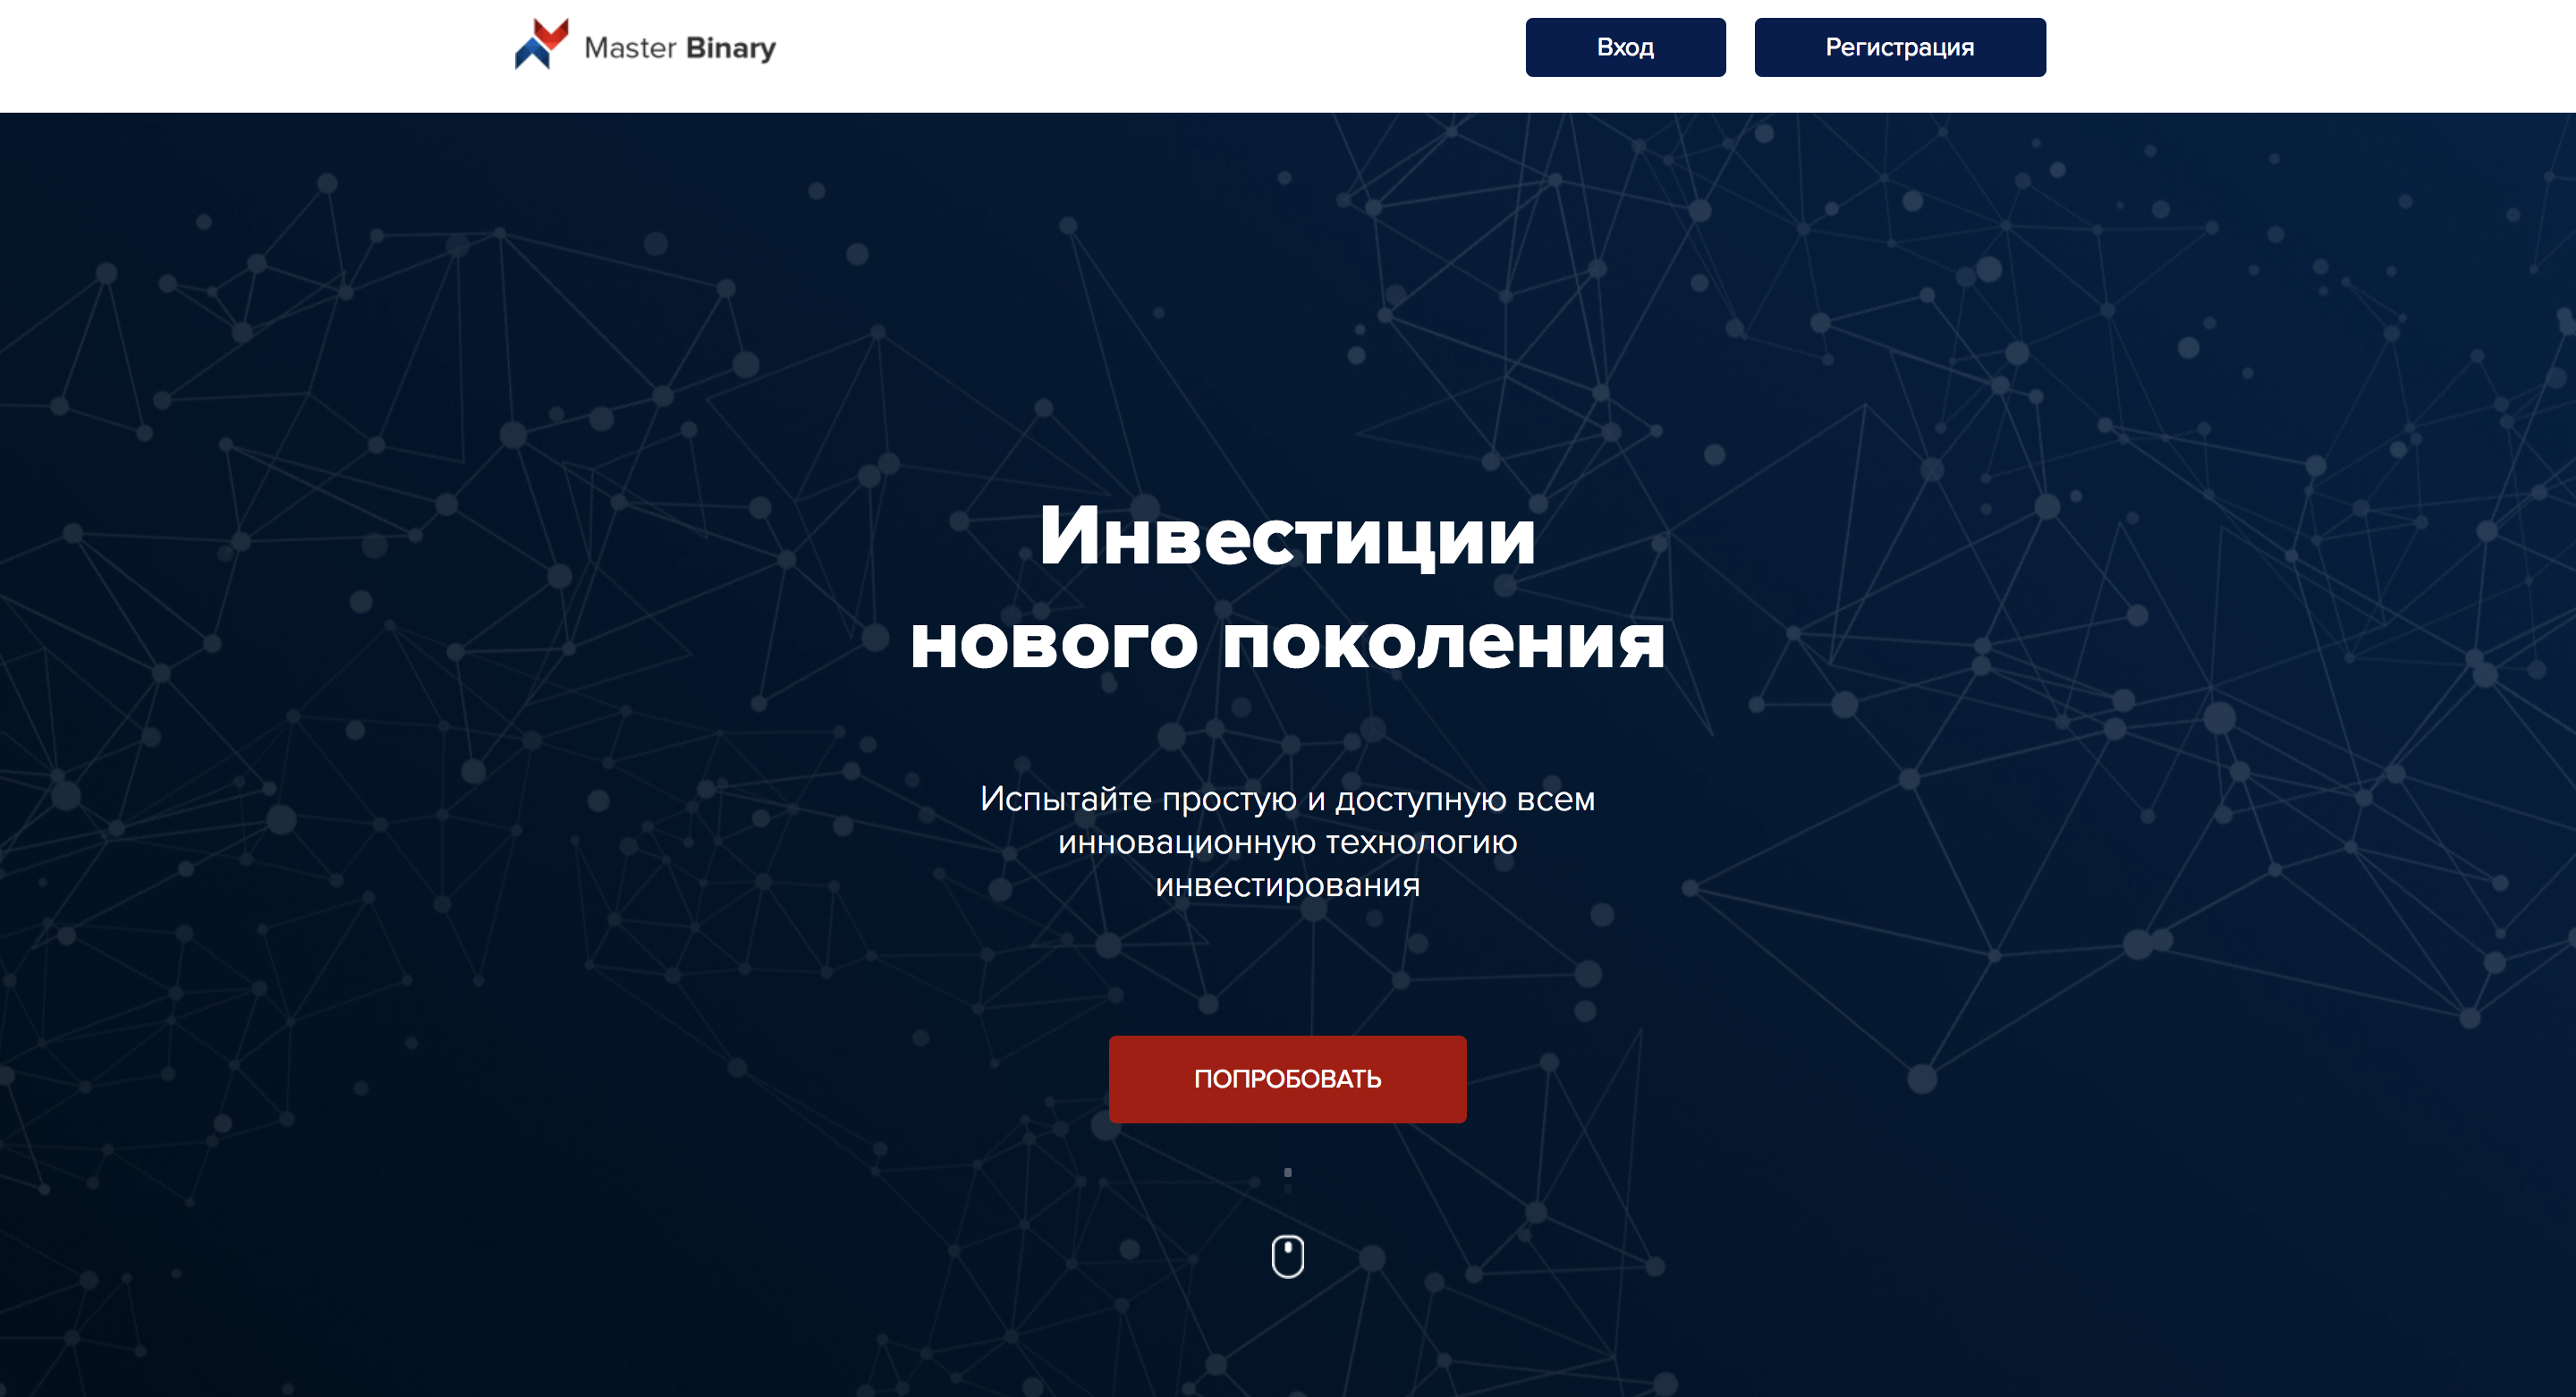 Master Binary
Вход
Регистрация
Инвестиции
нового поколения
Испытайте простую и доступную всем
инновационную технологию
инвестирования
ПОПРОБОВАТЬ